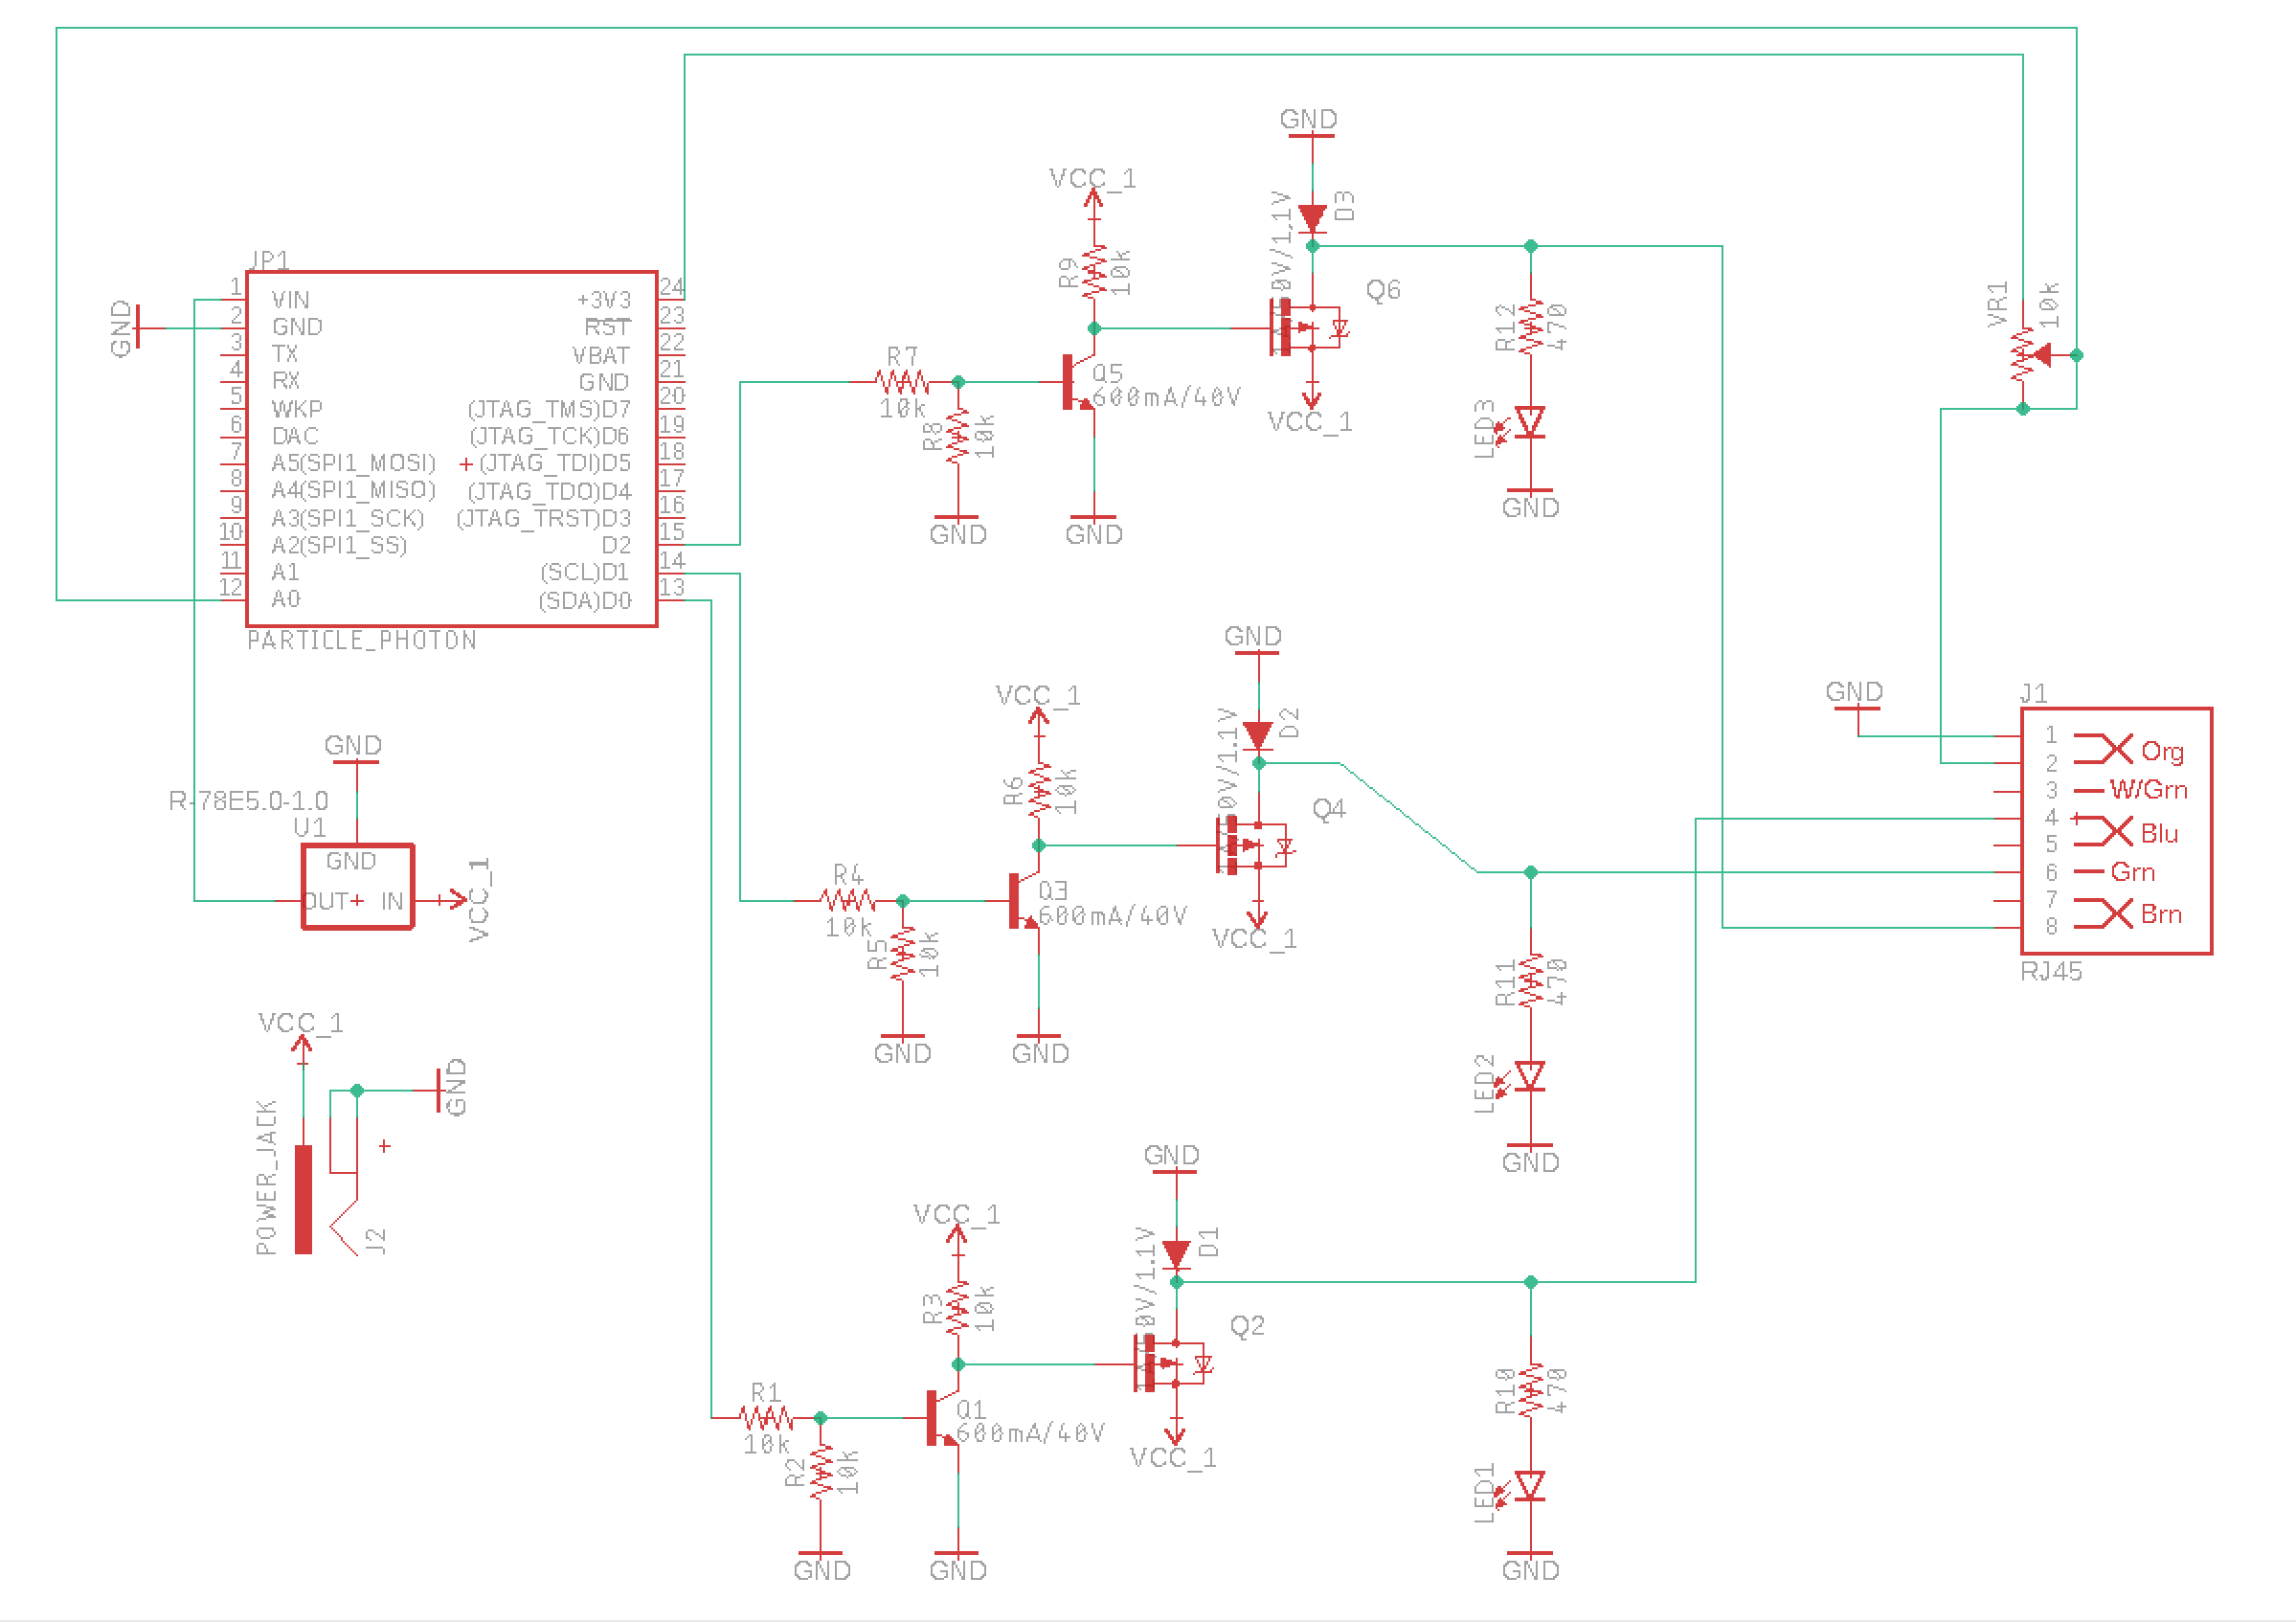 GND
VCC_1
D3
1A/50V/1.1V
R9
10k
Q6
JP1
1
VIN
+3V3
24
GND
2
GND
RST
23
3
TX
VBAT
22
4
RX
GND
21
5
WKP
(JTAG_TMS)D7
20
6
DAC
(JTAG_TCK)D6
19
7
A5(SPI1_MOSI)
+(JTAG_TDI)D5
18
8
A4(SPI1_MISO)
(JTAG_TDO)D4
17
9
A3(SPI1_SCK)
(JTAG_TRST)D3
16
10
A2(SPI1_SS)
D2
15
11
A1
(SCL)D1
14
12
A0
(SDA)D0
13
PARTICLE_PHOTON
R7
10k
R8
10k
Q5
600mA/40V
VCC_1
R12
470
LED3
GND
GND
GND
VR1
10k
GND
VCC_1
D2
1A/50V/1.1V
R6
10k
Q4
R4
10k
R5
10k
Q3
600mA/40V
VCC_1
GND
GND
R11
470
LED2
GND
GND
J1
1
2
Org
3
W/Grn
4
5
Blu
6
Grn
7
8
Brn
RJ45
GND
R-78E5.0-1.0
U1
GND
OUT+
IN
VCC_1
VCC_1
GND
POWER_JACK
+
J2
GND
VCC_1
D1
R3
10k
Q2
R1
10k
R2
10k
Q1
600mA/40V
VCC_1
R10
470
LED1
GND
GND
GND